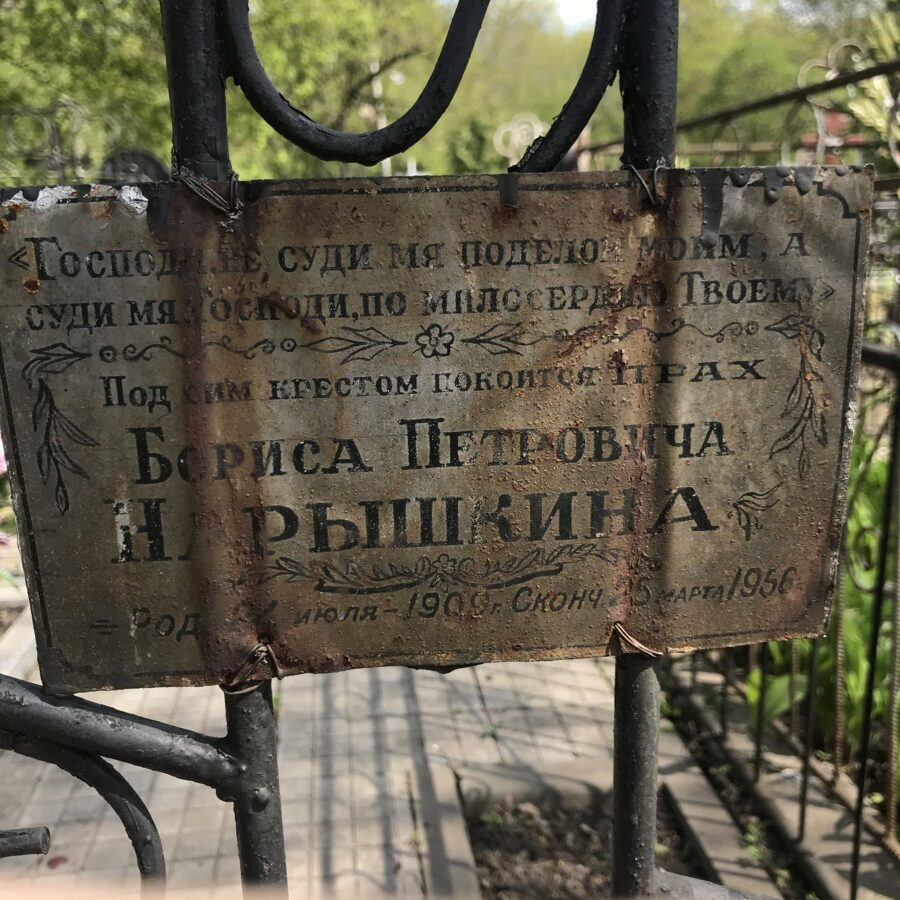 «Господи, не суди мя по делом моим, а
суди мя Господи, по милосердию Твоему»
Под сим крестом покоится прах
Бориса Петровича
Нарышкина
Род. июля - 1909 г. Сконч. 25 марта 1956